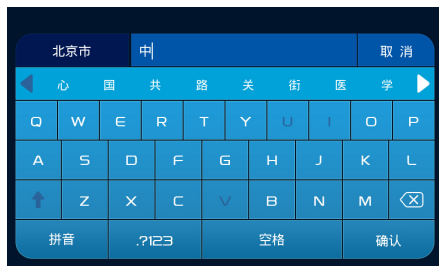 北京市 中 取 消
心 国 共 路 关 街 医 学
Q W E R T Y U I O P
A S D F G H J K L
Z X C V B N M
拼音 .?123 空格 确认